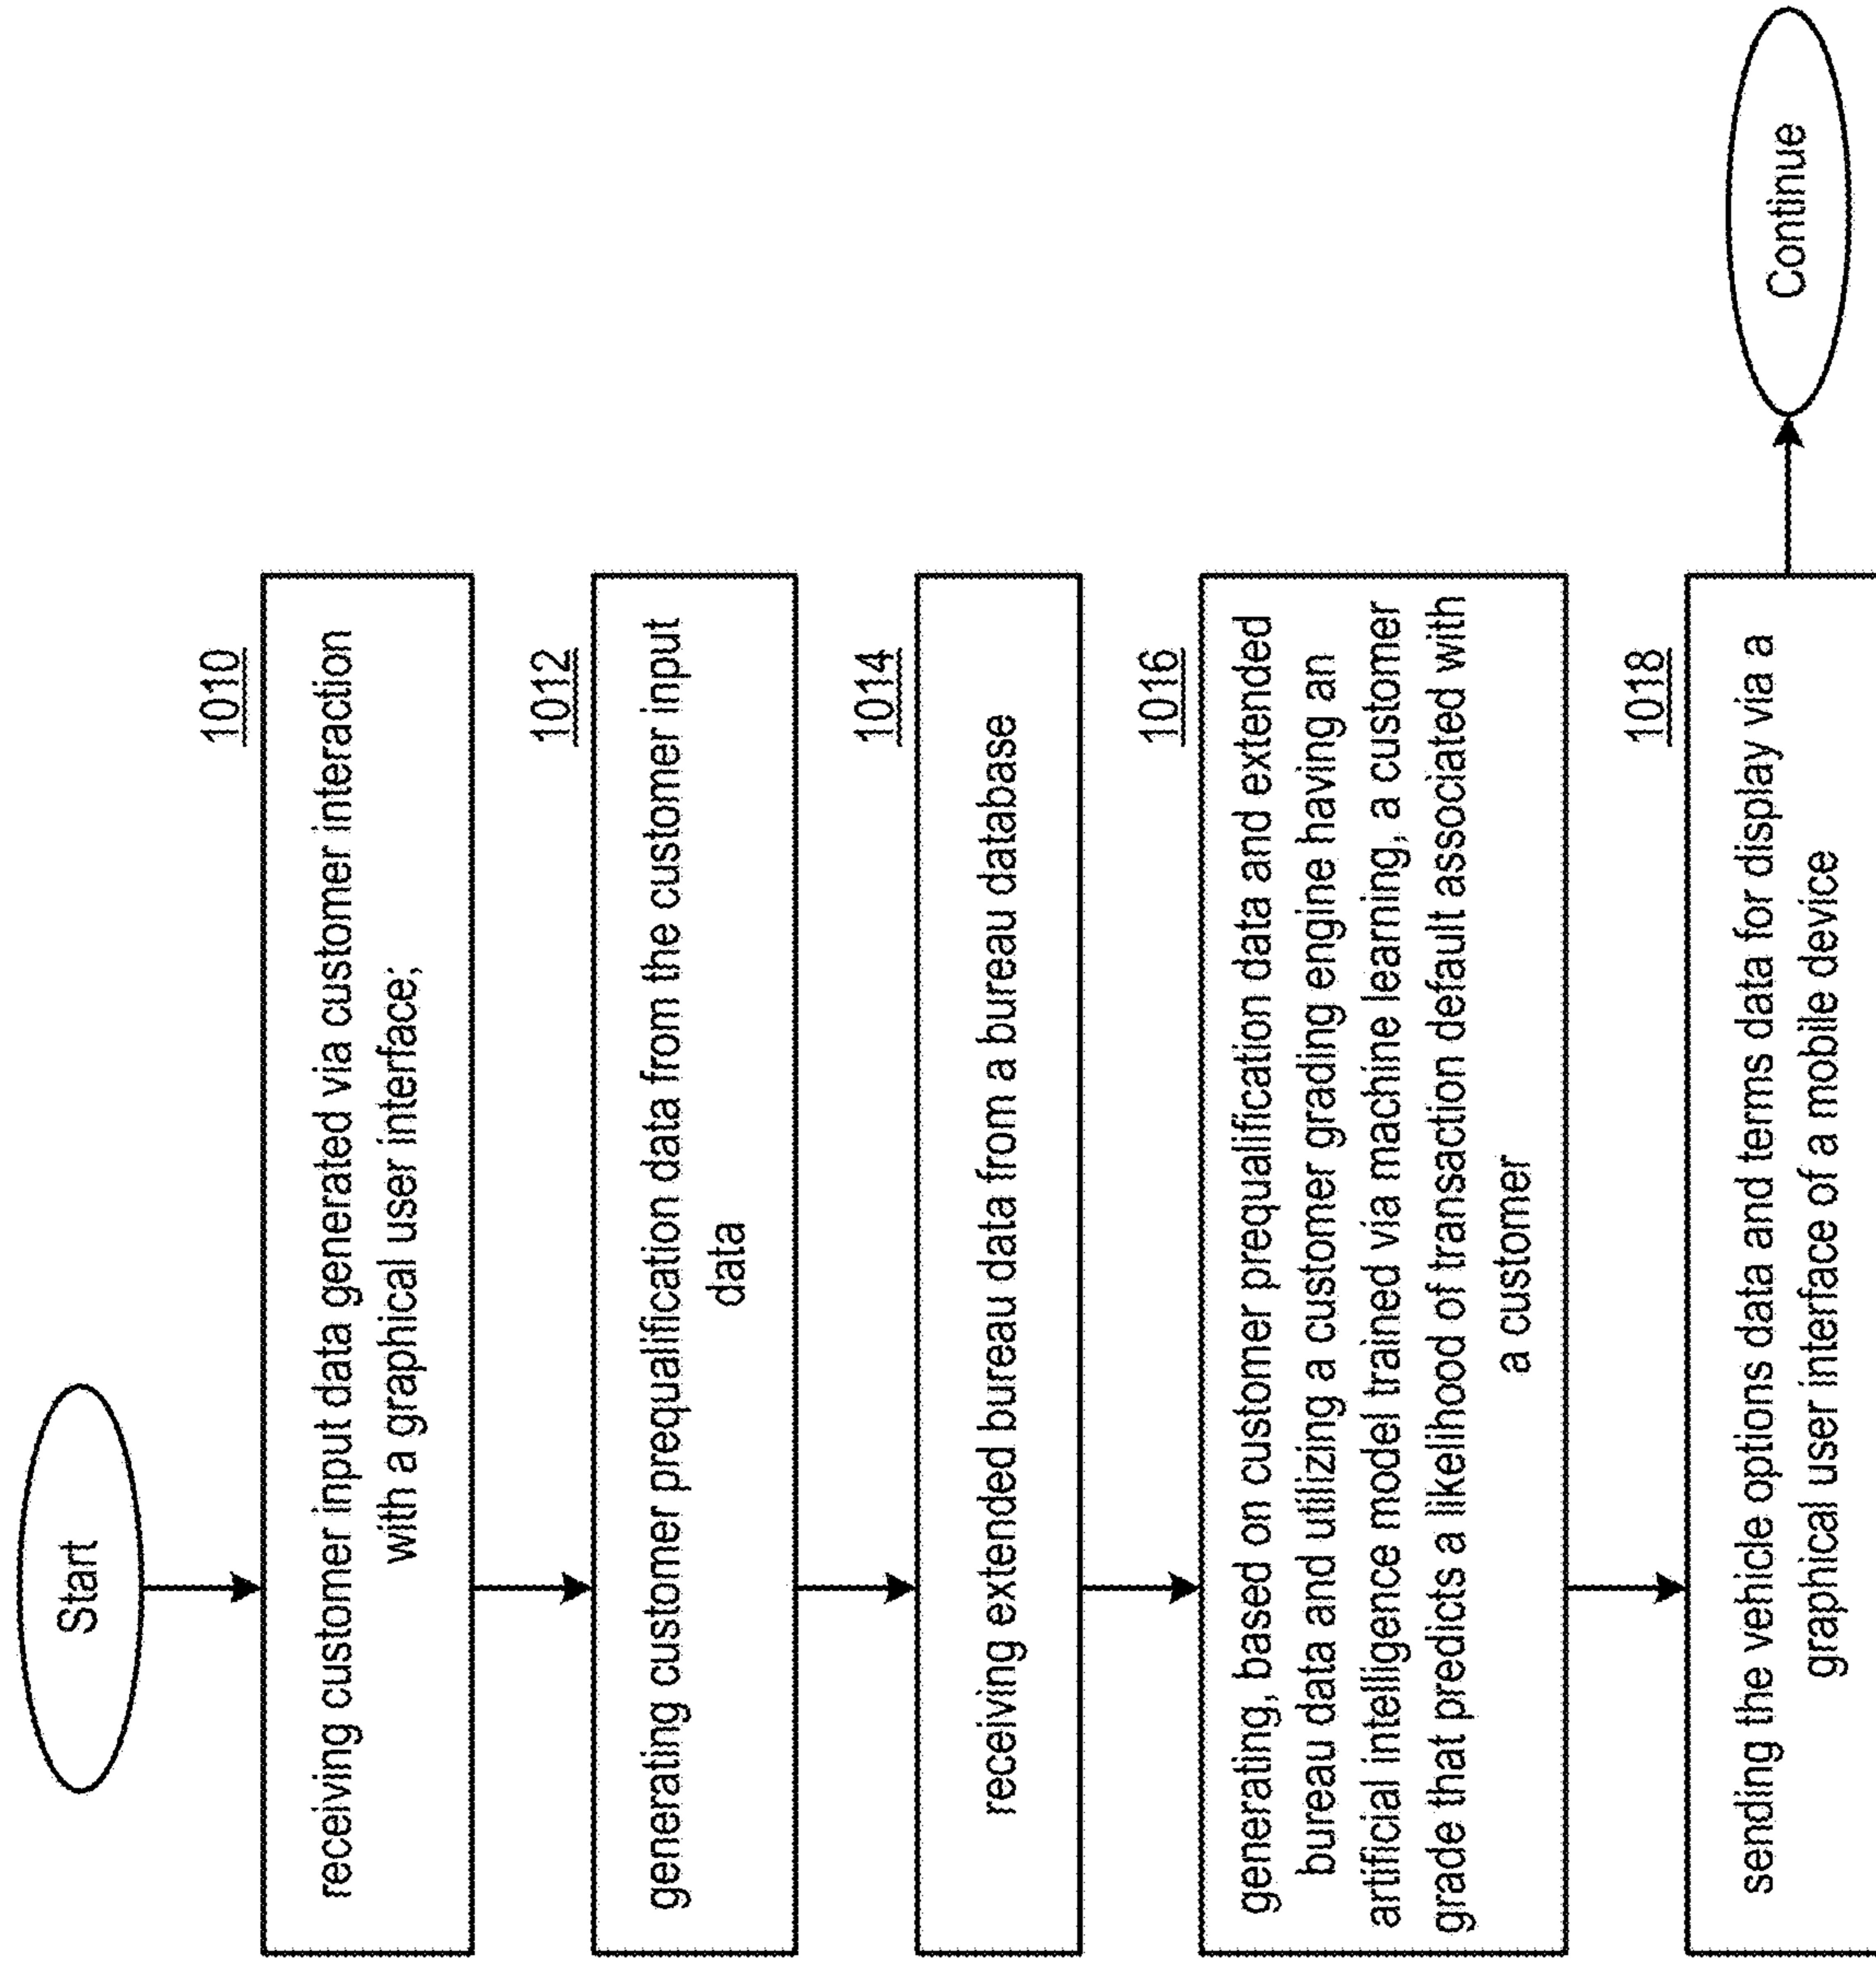 Start
1010
receiving customer input data generated via customer interaction
with a graphical user interface;
1012
generating customer prequalification data from the customer input
data
1014
receiving extended bureau data from a bureau database
1016
generating, based on customer prequalification data and extended
bureau data and utilizing a customer grading engine having an
artificial intelligence model trained via machine learning, a customer
grade that predicts a likelihood of transaction default associated with
a customer
1018
sending the vehicle options data and terms data for display via a
graphical user interface of a mobile device
Continue